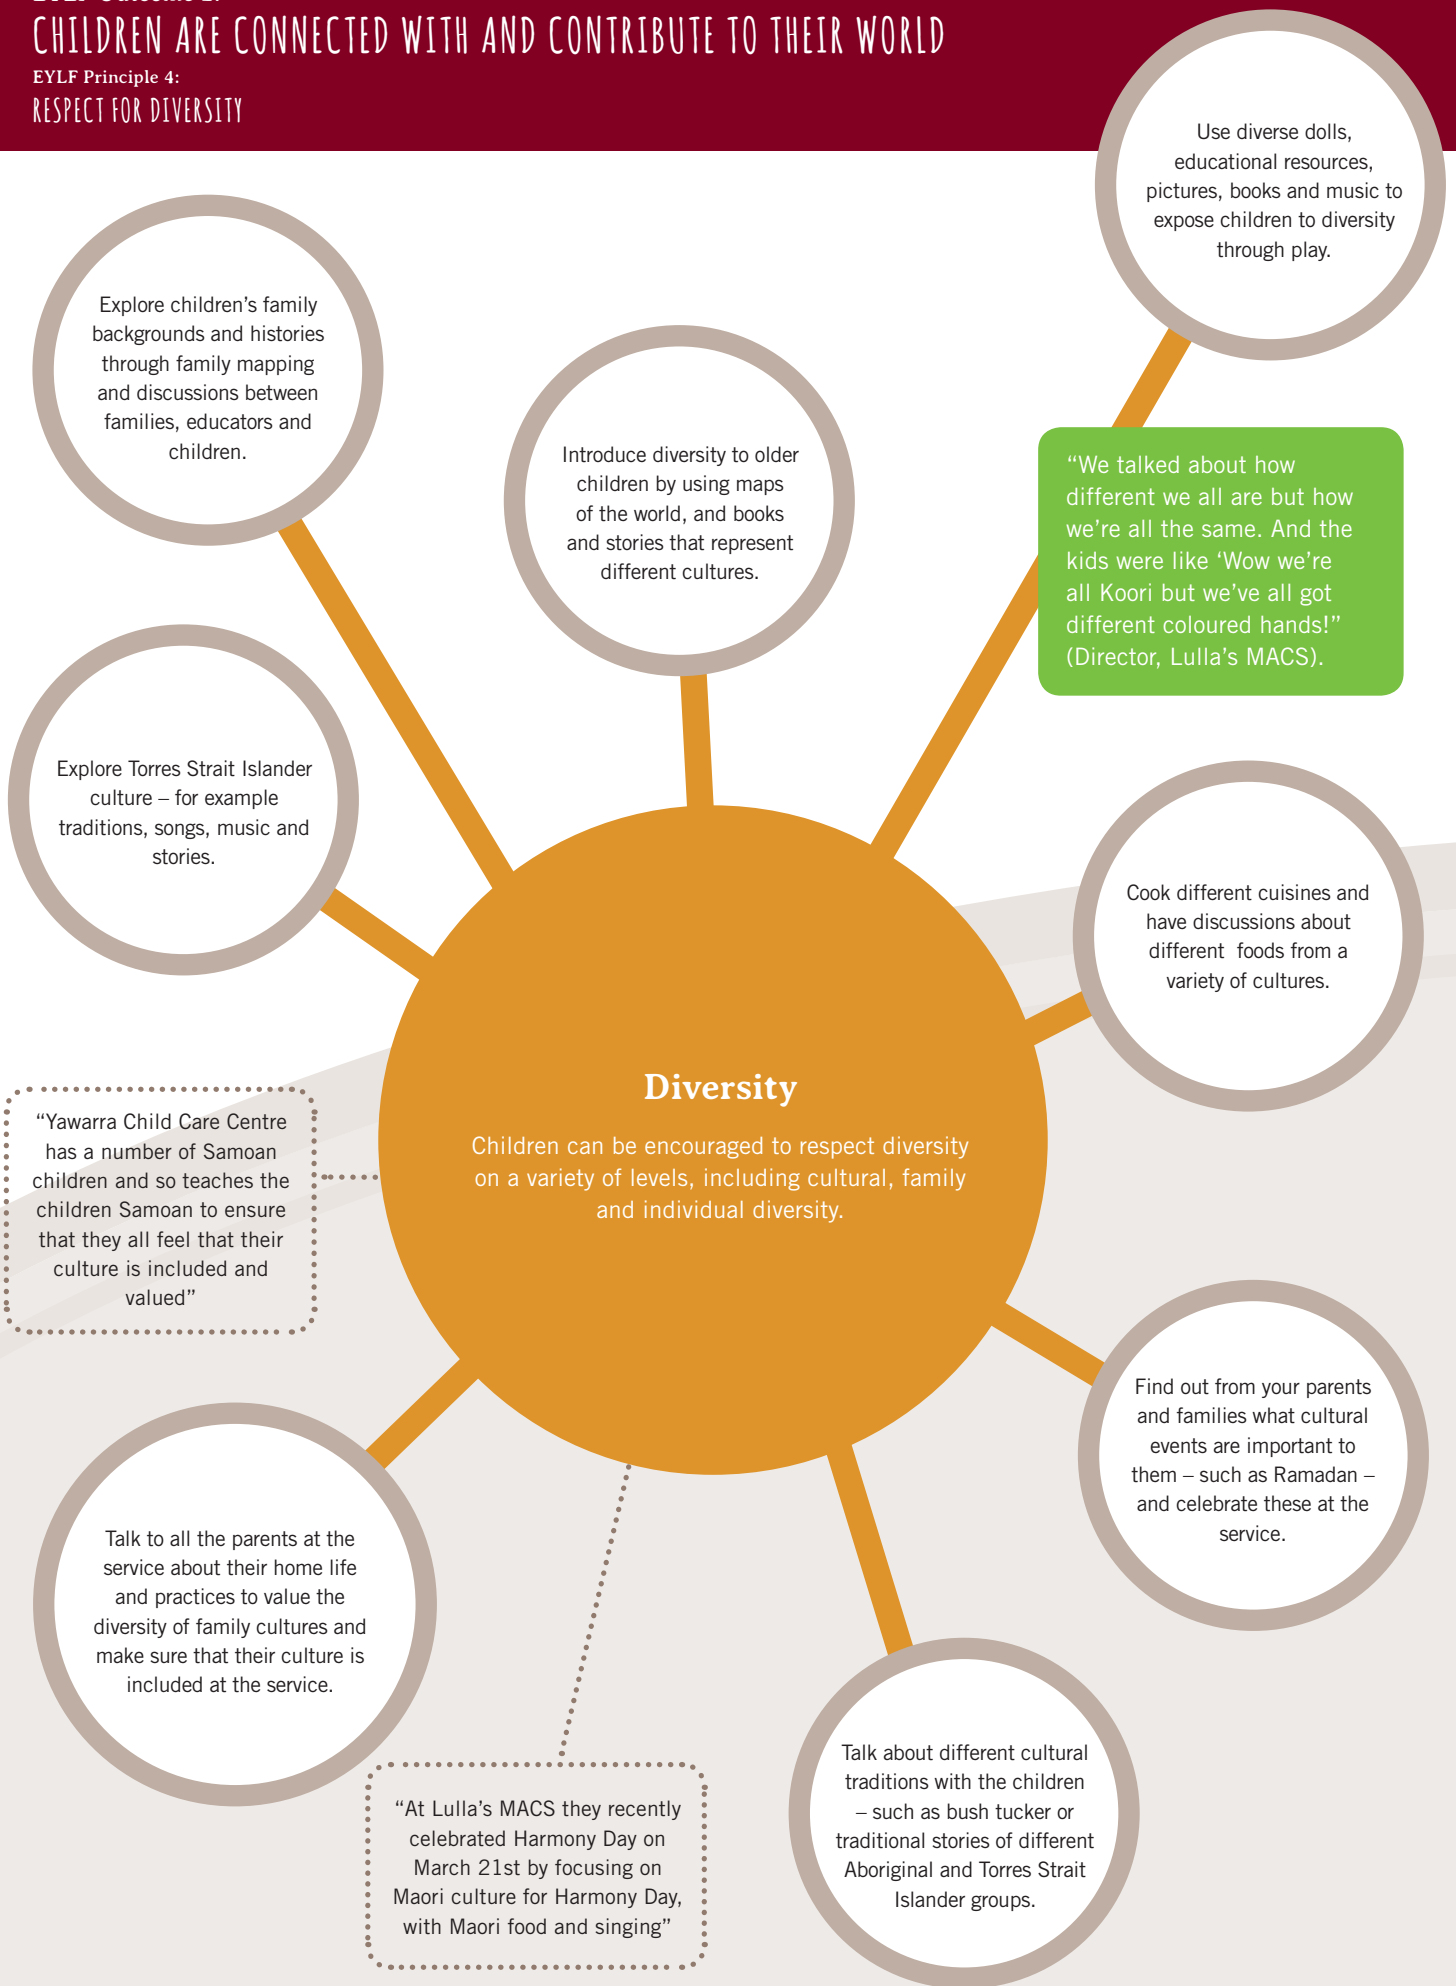 CHILDREN ARE CONNECTED WITH AND CONTRIBUTE TO THEIR WORLD
EYLF Principle 4:
RESPECT FOR DIVERSITY
Use diverse dolls,
educational resources,
pictures, books and music to
expose children to diversity
through play.
Explore children’s family
backgrounds and histories
through family mapping
and discussions between
families, educators and
children.
Introduce diversity to older
children by using maps
of the world, and books
and stories that represent
different cultures.
“We talked about how
different we all are but how
we’re all the same. And the
kids were like ‘Wow we’re
all Koori but we’ve all got
different coloured hands!”
(Director, Lulla’s MACS).
Explore Torres Strait Islander
culture – for example
traditions, songs, music and
stories.
Cook different cuisines and
have discussions about
different foods from a
variety of cultures.
Diversity
Children can be encouraged to respect diversity
on a variety of levels, including cultural, family
and individual diversity.
“Yawarra Child Care Centre
has a number of Samoan
children and so teaches the
children Samoan to ensure
that they all feel that their
culture is included and
valued”
Find out from your parents
and families what cultural
events are important to
them – such as Ramadan –
and celebrate these at the
service.
Talk to all the parents at the
service about their home life
and practices to value the
diversity of family cultures and
make sure that their culture is
included at the service.
Talk about different cultural
traditions with the children
– such as bush tucker or
traditional stories of different
Aboriginal and Torres Strait
Islander groups.
“At Lulla’s MACS they recently
celebrated Harmony Day on
March 21st by focusing on
Maori culture for Harmony Day,
with Maori food and singing”